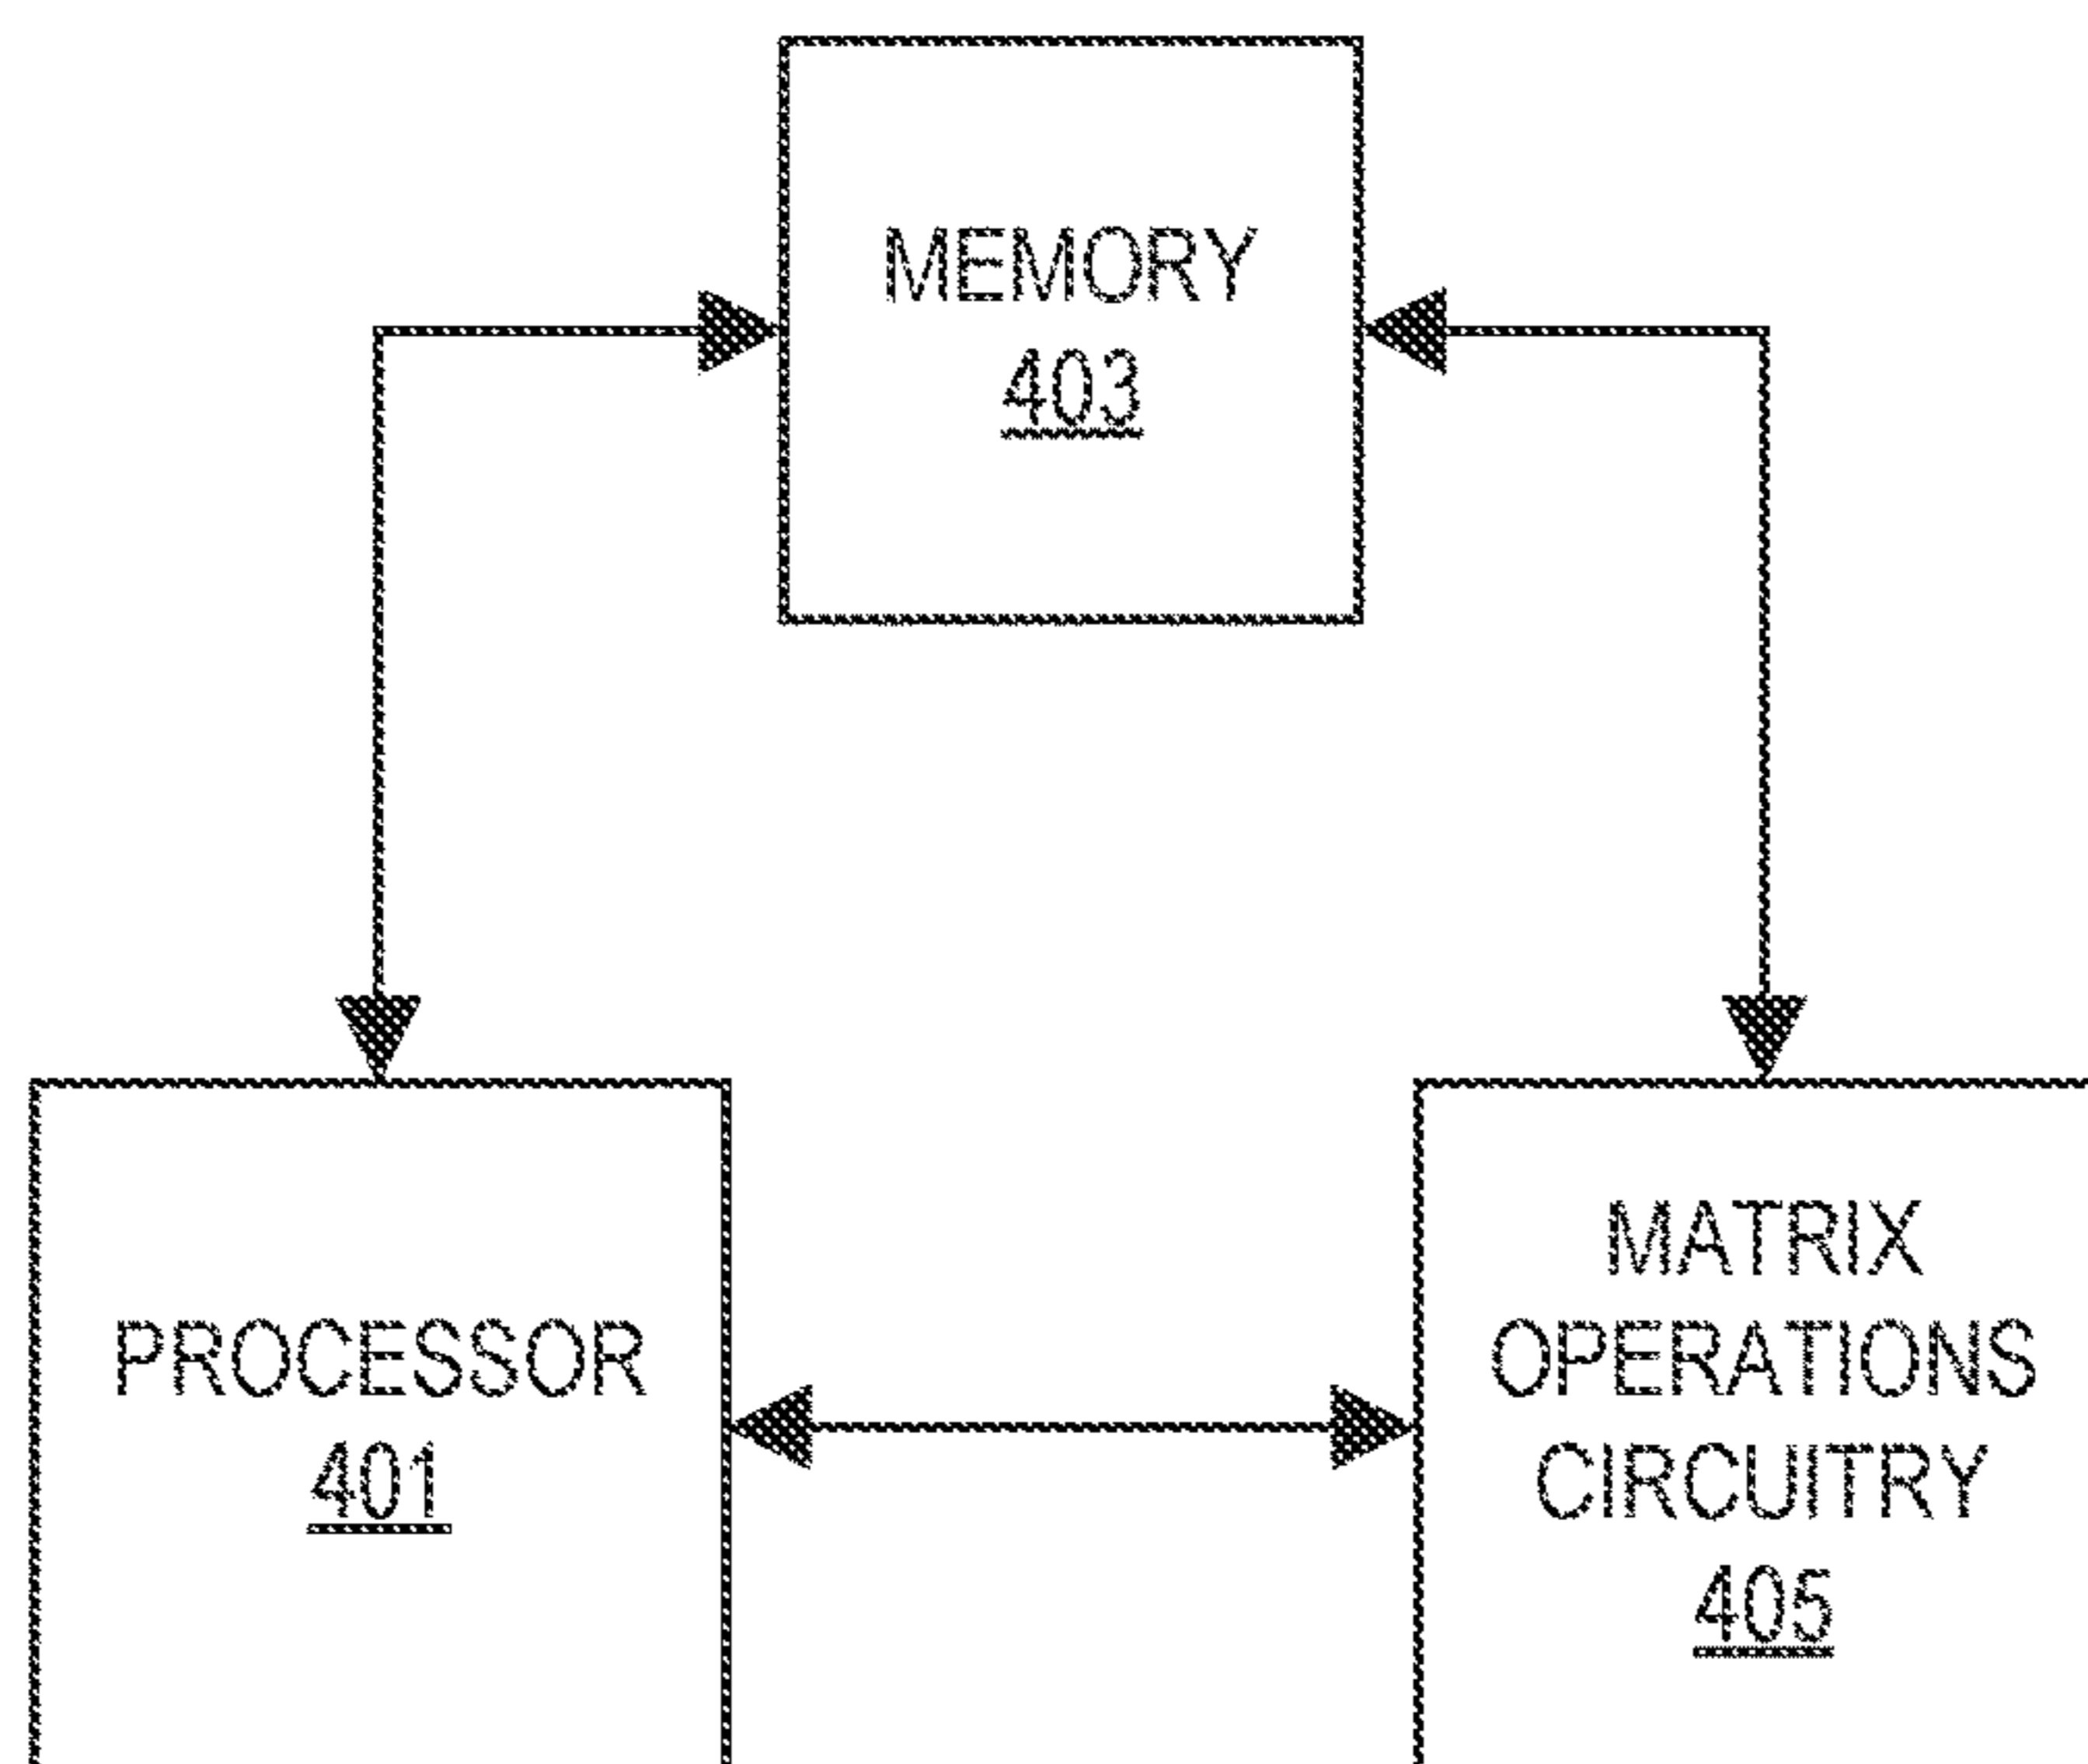 MEMORY
403
PROCESSOR
401
MATRIX
OPERATIONS
CIRCUITRY
405